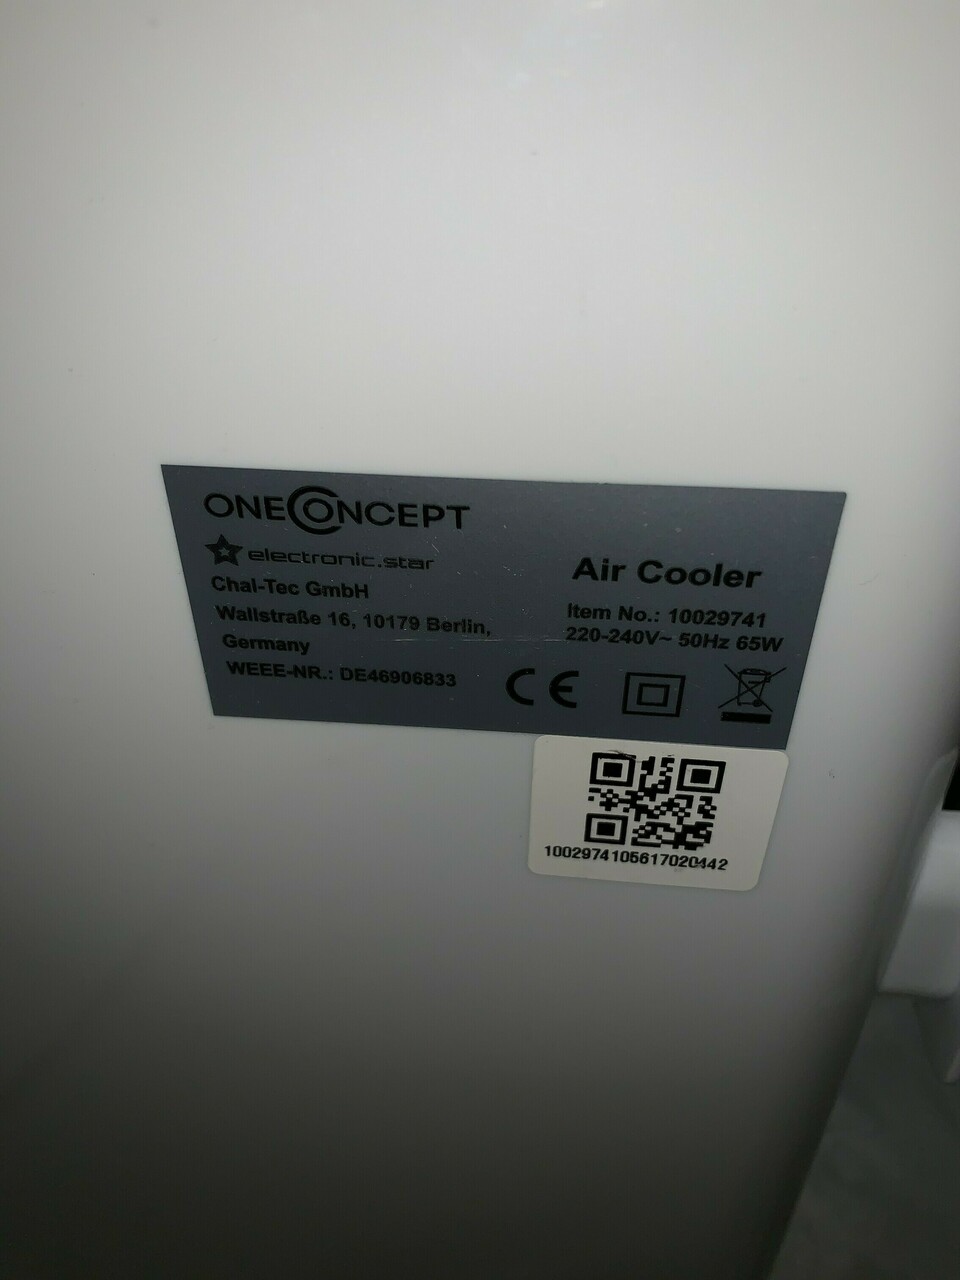 ONECONCEPT
electronic.star
Chal-Tec GmbH
Wallstraße 16, 10179 Berlin,
Germany
WEEE-NR.: DE46906833
Air Cooler
Item No.: 10029741
220-240V~ 50Hz 65W
CE
1002974105617020442